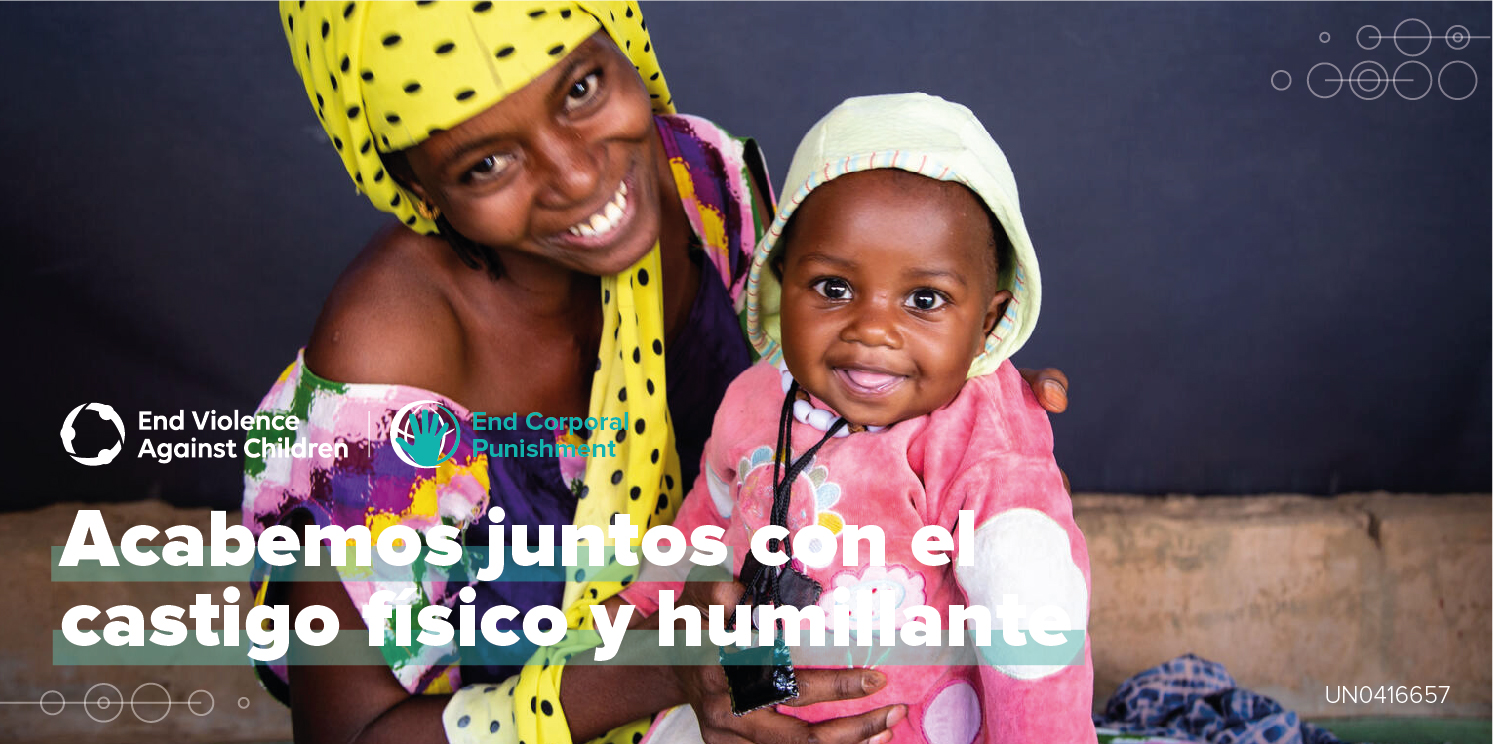 End Violence
Against Children
End Corporal
Punishment
Acabemos juntos con el
castigo físico y humillante
UN0416657